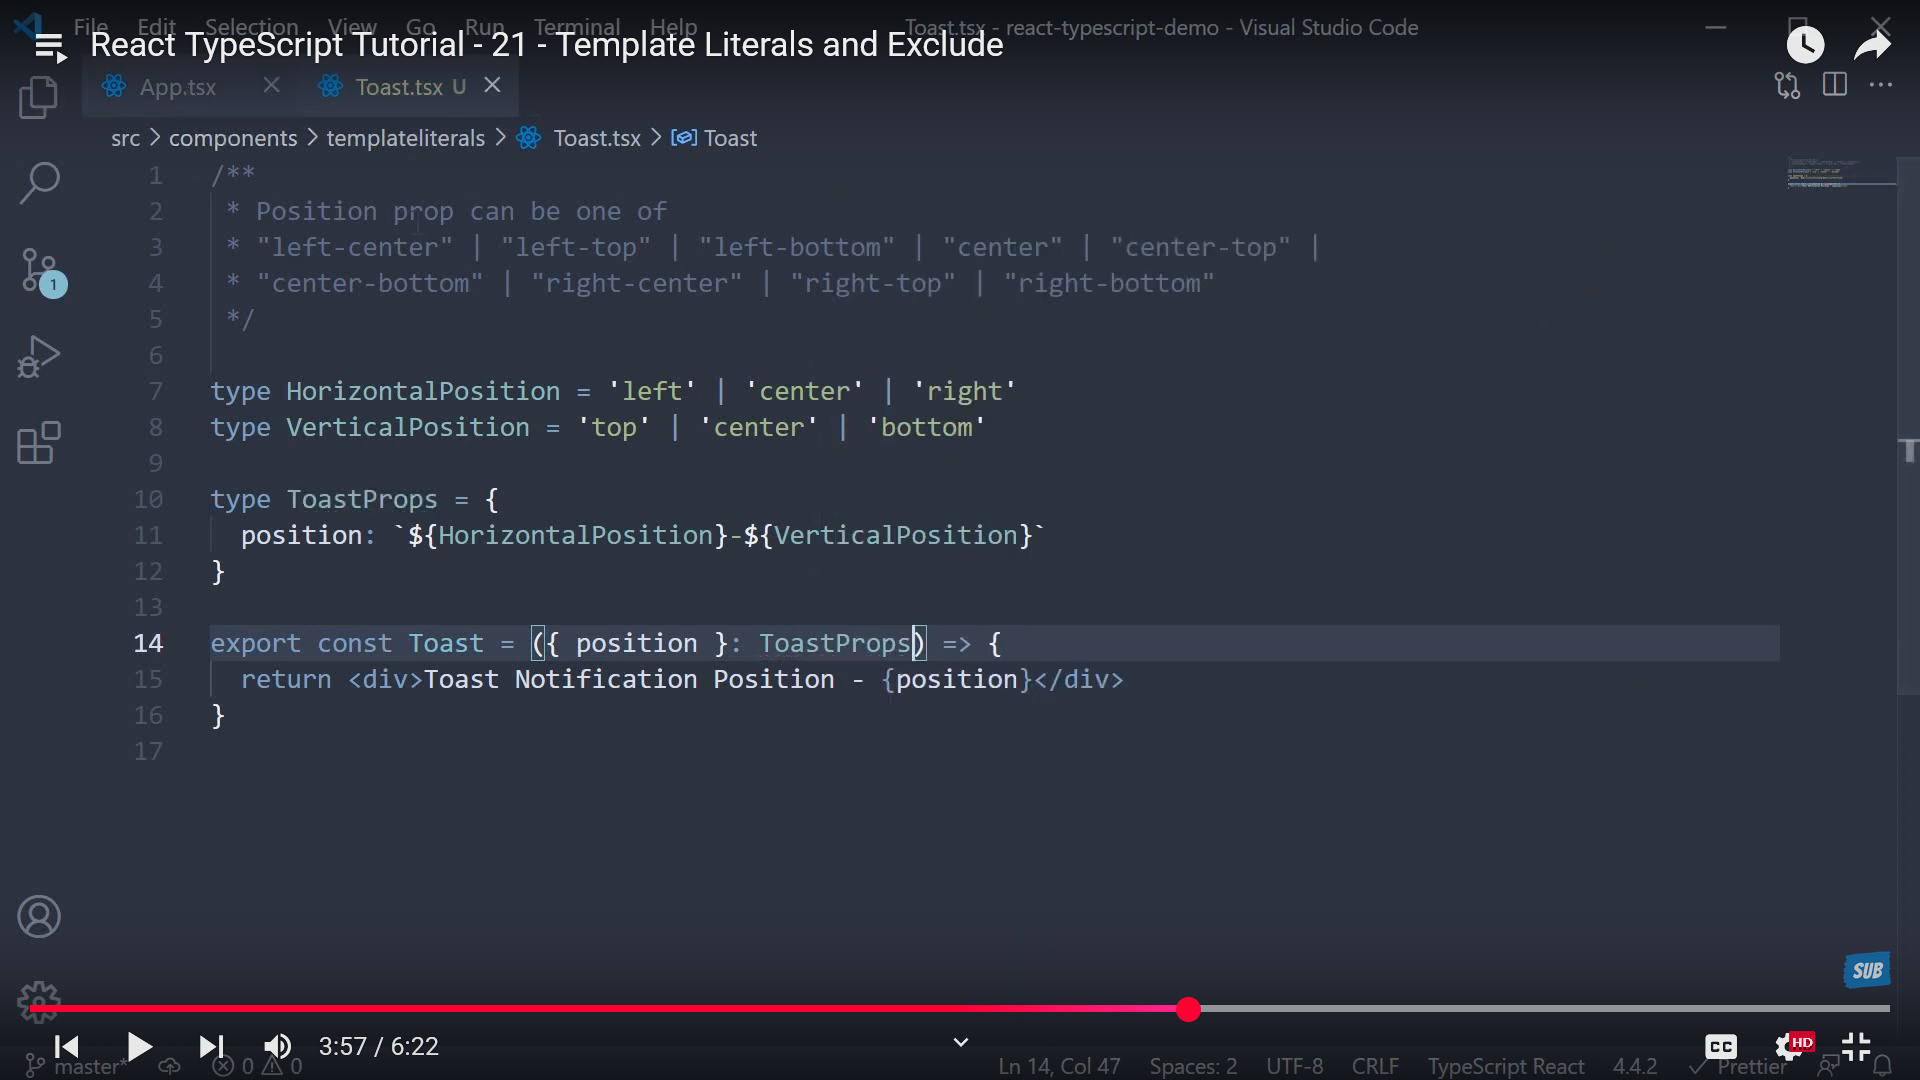 File Edit Selection View Go Run Terminal Help Toast.tsx - react-typescript-demo - Visual Studio Code
React TypeScript Tutorial - 21 - Template Literals and Exclude
App.tsx Toast.tsx U
src > components > templateliterals > Toast.tsx > Toast
1 /**
2 * Position prop can be one of
3 * "left-center" | "left-top" | "left-bottom" | "center" | "center-top" |
4 * "center-bottom" | "right-center" | "right-top" | "right-bottom"
5 */
6
7 type HorizontalPosition = 'left' | 'center' | 'right'
8 type VerticalPosition = 'top' | 'center' | 'bottom'
9
10 type ToastProps = {
11 position: `${HorizontalPosition}-${VerticalPosition}`
12 }
13
14 export const Toast = ({ position }: ToastProps) => {
15 return <div>Toast Notification Position - {position}</div>
16 }
17
1
T
SUB
3:57 / 6:22
CC HD
master* 0 0 Ln 14, Col 47 Spaces: 2 UTF-8 CRLF TypeScript React 4.4.2 Prettier